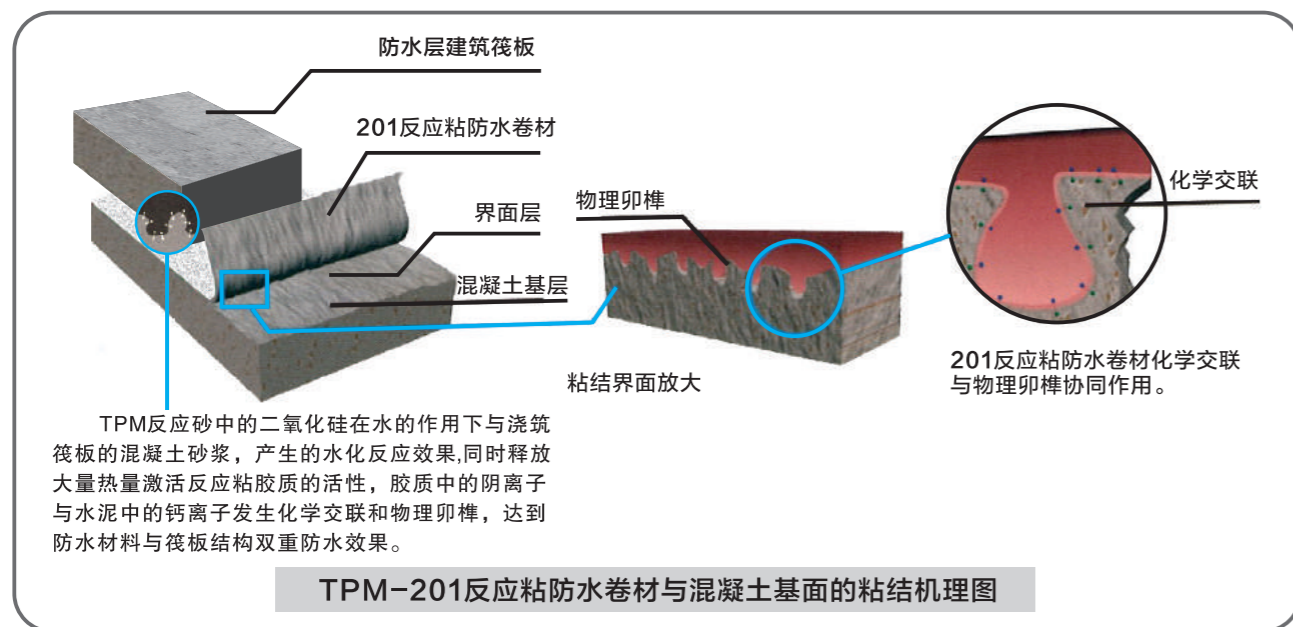 防水层建筑筏板
201反应粘防水卷材
界面层
混凝土基层
物理卯榫
化学交联
粘结界面放大
201反应粘防水卷材化学交联
与物理卯榫协同作用。
TPM反应砂中的二氧化硅在水的作用下与浇筑
筏板的混凝土砂浆，产生的水化反应效果,同时释放
大量热量激活反应粘胶质的活性，胶质中的阴离子
与水泥中的钙离子发生化学交联和物理卯榫，达到
防水材料与筏板结构双重防水效果。
TPM-201反应粘防水卷材与混凝土基面的粘结机理图